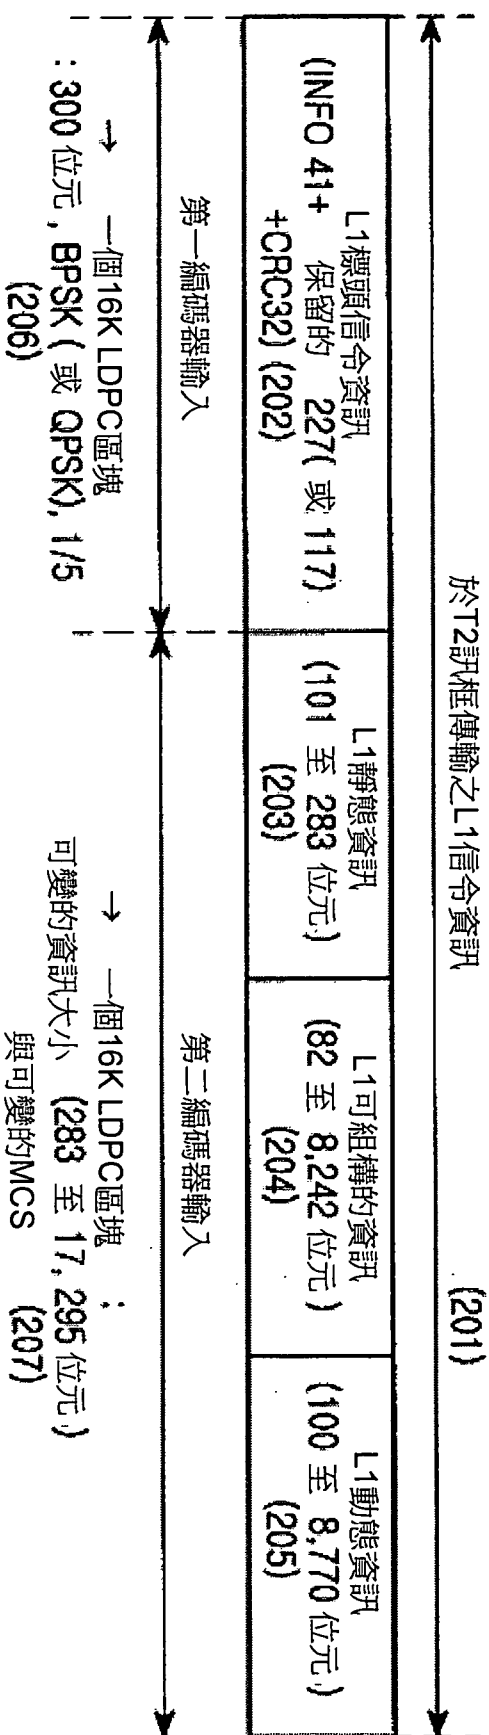 於T2訊框傳輸之L1信令資訊 (201)
L1標頭信令資訊
(INFO 41+ 保留的 227( 或 117)
+CRC32) (202)
L1靜態資訊
(101 至 283 位元)
(203)
L1可組構的資訊
(82 至 8,242 位元)
(204)
L1動態資訊
(100 至 8,770 位元)
(205)
第一編碼器輸入
第二編碼器輸入
→ 一個16K LDPC區塊
: 300 位元, BPSK ( 或 QPSK), 1/5
(206)
→ 一個16K LDPC區塊 :
可變的資訊大小 (283 至 17, 295 位元)
與可變的MCS (207)